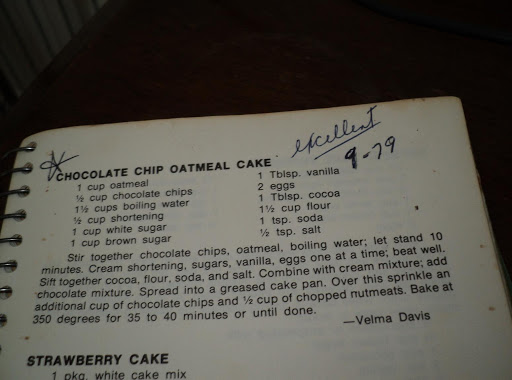 excellent
9-79
CHOCOLATE CHIP OATMEAL CAKE
1 cup oatmeal
½ cup chocolate chips
1½ cups boiling water
½ cup shortening
1 cup white sugar
1 cup brown sugar
1 Tblsp. vanilla
2 eggs
1 Tblsp. cocoa
1½ cup flour
1 tsp. soda
½ tsp. salt
Stir together chocolate chips, oatmeal, boiling water; let stand 10
minutes. Cream shortening, sugars, vanilla, eggs one at a time; beat well.
Sift together cocoa, flour, soda, and salt. Combine with cream mixture; add
chocolate mixture. Spread into a greased cake pan. Over this sprinkle an
additional cup of chocolate chips and ½ cup of chopped nutmeats. Bake at
350 degrees for 35 to 40 minutes or until done.
—Velma Davis
STRAWBERRY CAKE
1 pkg. white cake mix